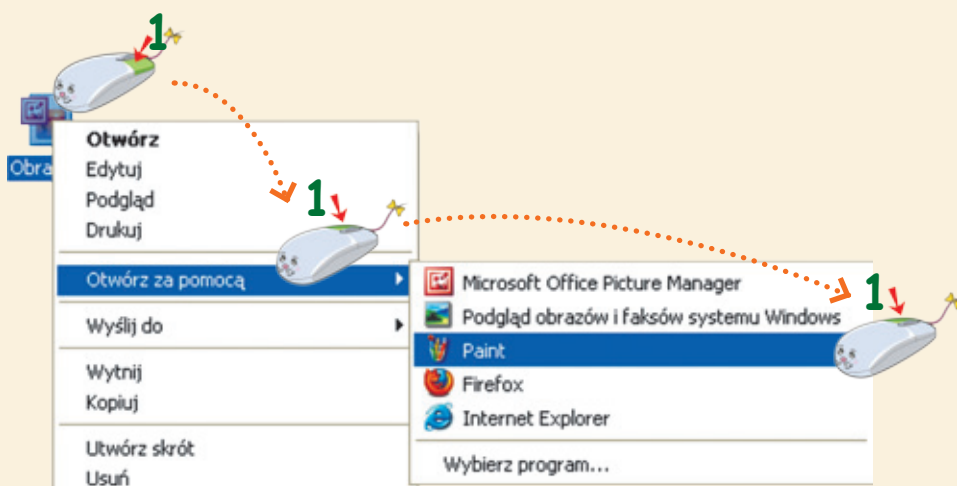 1
Obra
Otwórz
Edytuj
Podgląd
Drukuj
1
Otwórz za pomocą
Wyślij do
Wytnij
Kopiuj
Utwórz skrót
Usuń
Microsoft Office Picture Manager
1
Podgląd obrazów i faksów systemu Windows
Paint
Firefox
Internet Explorer
Wybierz program...